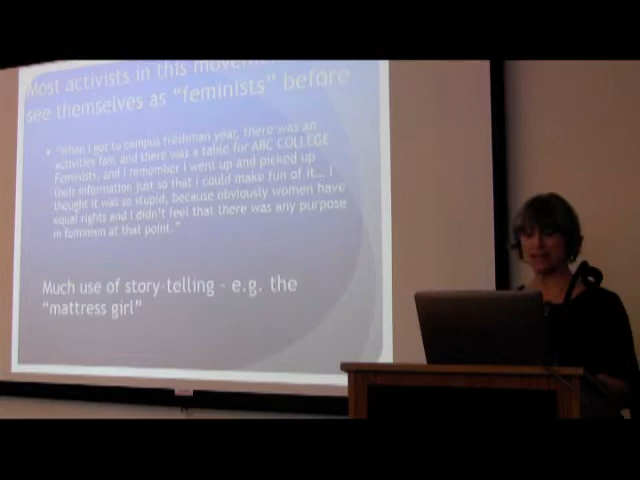 Most activists in this movement
see themselves as “feminists” before
“When I got to campus freshman year, there was an
activities fair, and there was a table for ABC COLLEGE
Feminists, and I remember I went up and picked up
their information just so that I could make fun of it... I
thought it was so stupid, because obviously women have
equal rights and I didn’t feel that there was any purpose
in feminism at that point.”
Much use of story-telling – e.g. the
“mattress girl”